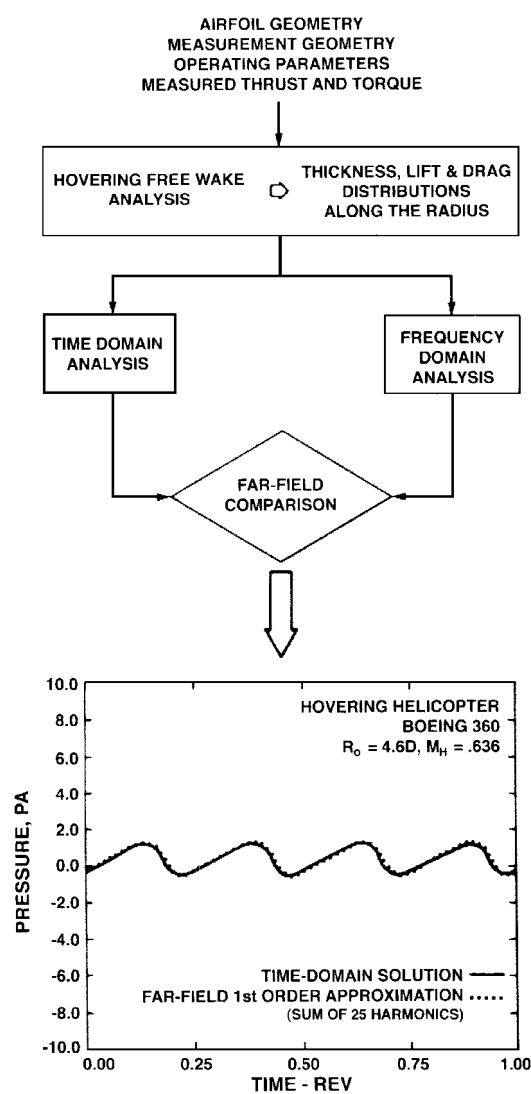 AIRFOIL GEOMETRY
MEASUREMENT GEOMETRY
OPERATING PARAMETERS
MEASURED THRUST AND TORQUE
HOVERING FREE WAKE
ANALYSIS
THICKNESS, LIFT & DRAG
DISTRIBUTIONS
ALONG THE RADIUS
TIME DOMAIN
ANALYSIS
FREQUENCY
DOMAIN
ANALYSIS
FAR-FIELD
COMPARISON
HOVERING HELICOPTER
BOEING 360
R₀ = 4.6D, M_H = .636
PRESSURE, PA
10.0
8.0
6.0
4.0
2.0
0.0
-2.0
-4.0
-6.0
-8.0
-10.0
TIME-DOMAIN SOLUTION
FAR-FIELD 1st ORDER APPROXIMATION
(SUM OF 25 HARMONICS)
0.00 0.25 0.50 0.75 1.00
TIME - REV